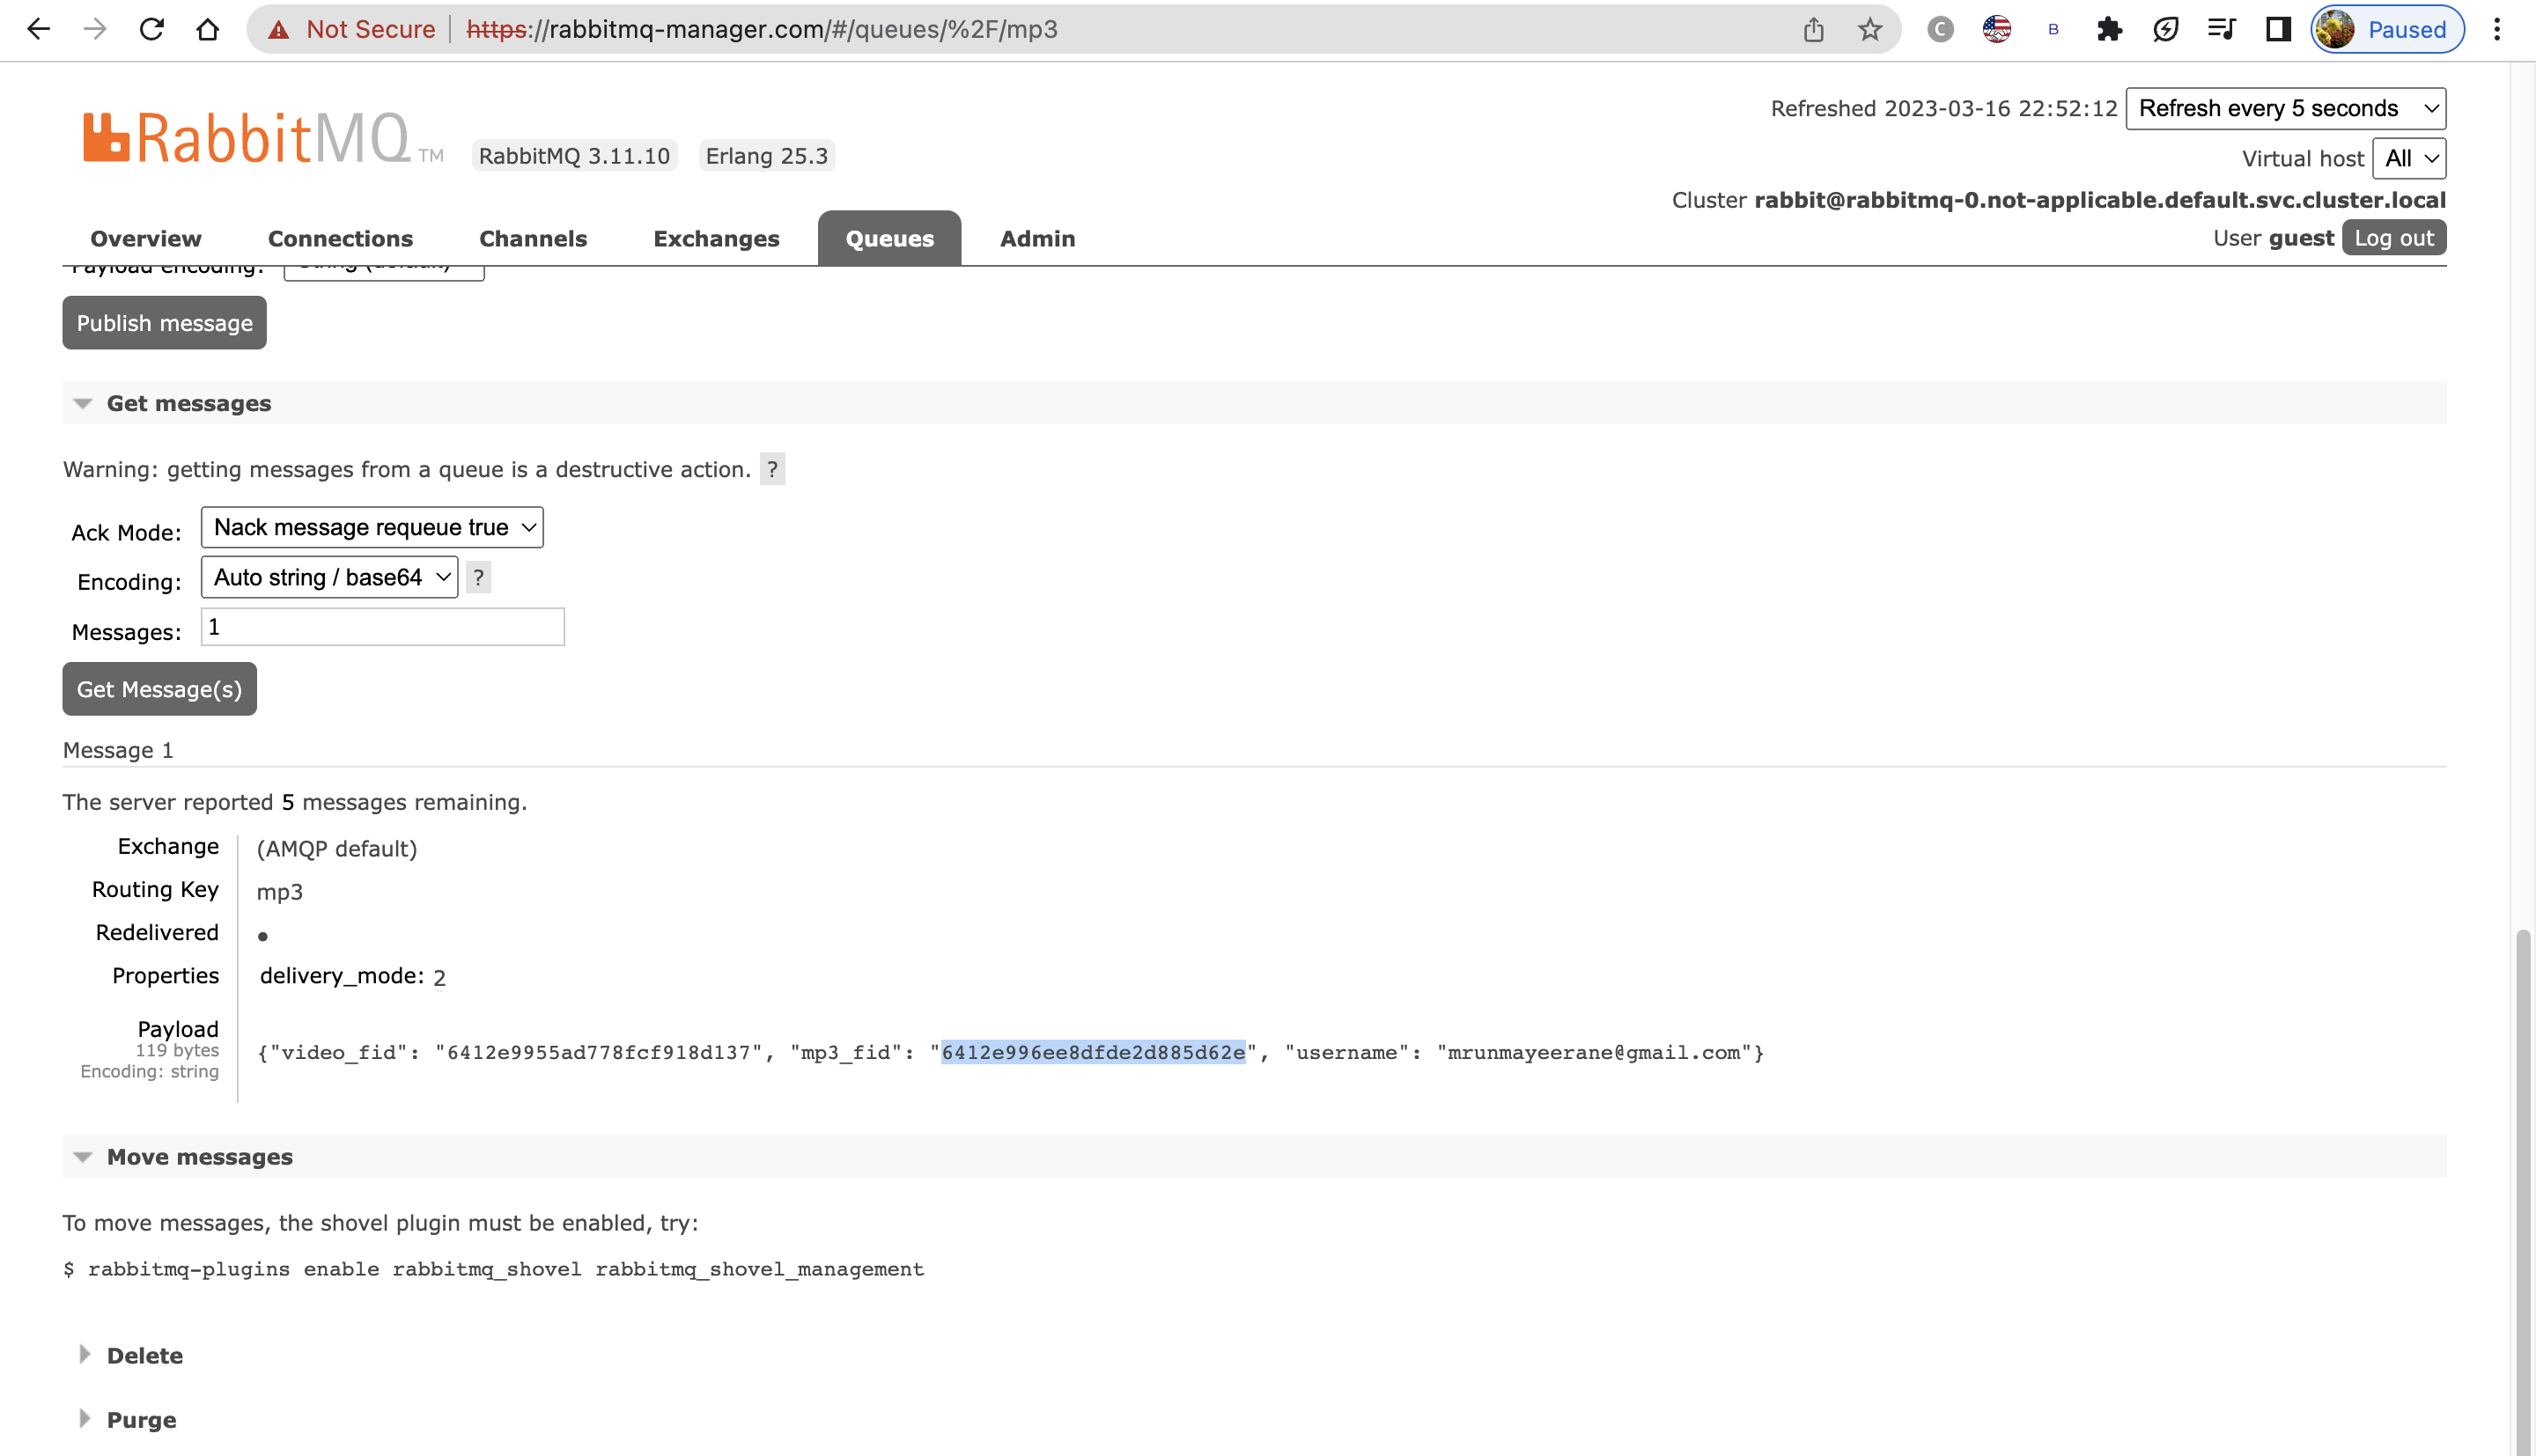 Not Secure https://rabbitmq-manager.com/#/queues/%2F/mp3 C B Paused
RabbitMQ TM RabbitMQ 3.11.10 Erlang 25.3
Refreshed 2023-03-16 22:52:12 Refresh every 5 seconds
Virtual host All
Cluster rabbit@rabbitmq-0.not-applicable.default.svc.cluster.local
User guest Log out
Overview Connections Channels Exchanges Queues Admin
Payload encoding: String (default)
Publish message
Get messages
Warning: getting messages from a queue is a destructive action. ?
Ack Mode: Nack message requeue true
Encoding: Auto string / base64 ?
Messages: 1
Get Message(s)
Message 1
The server reported 5 messages remaining.
Exchange (AMQP default)
Routing Key mp3
Redelivered ●
Properties delivery_mode: 2
Payload
119 bytes
Encoding: string
{"video_fid": "6412e9955ad778fcf918d137", "mp3_fid": "6412e996ee8dfde2d885d62e", "username": "mrunmayeerane@gmail.com"}
Move messages
To move messages, the shovel plugin must be enabled, try:
$ rabbitmq-plugins enable rabbitmq_shovel rabbitmq_shovel_management
Delete
Purge